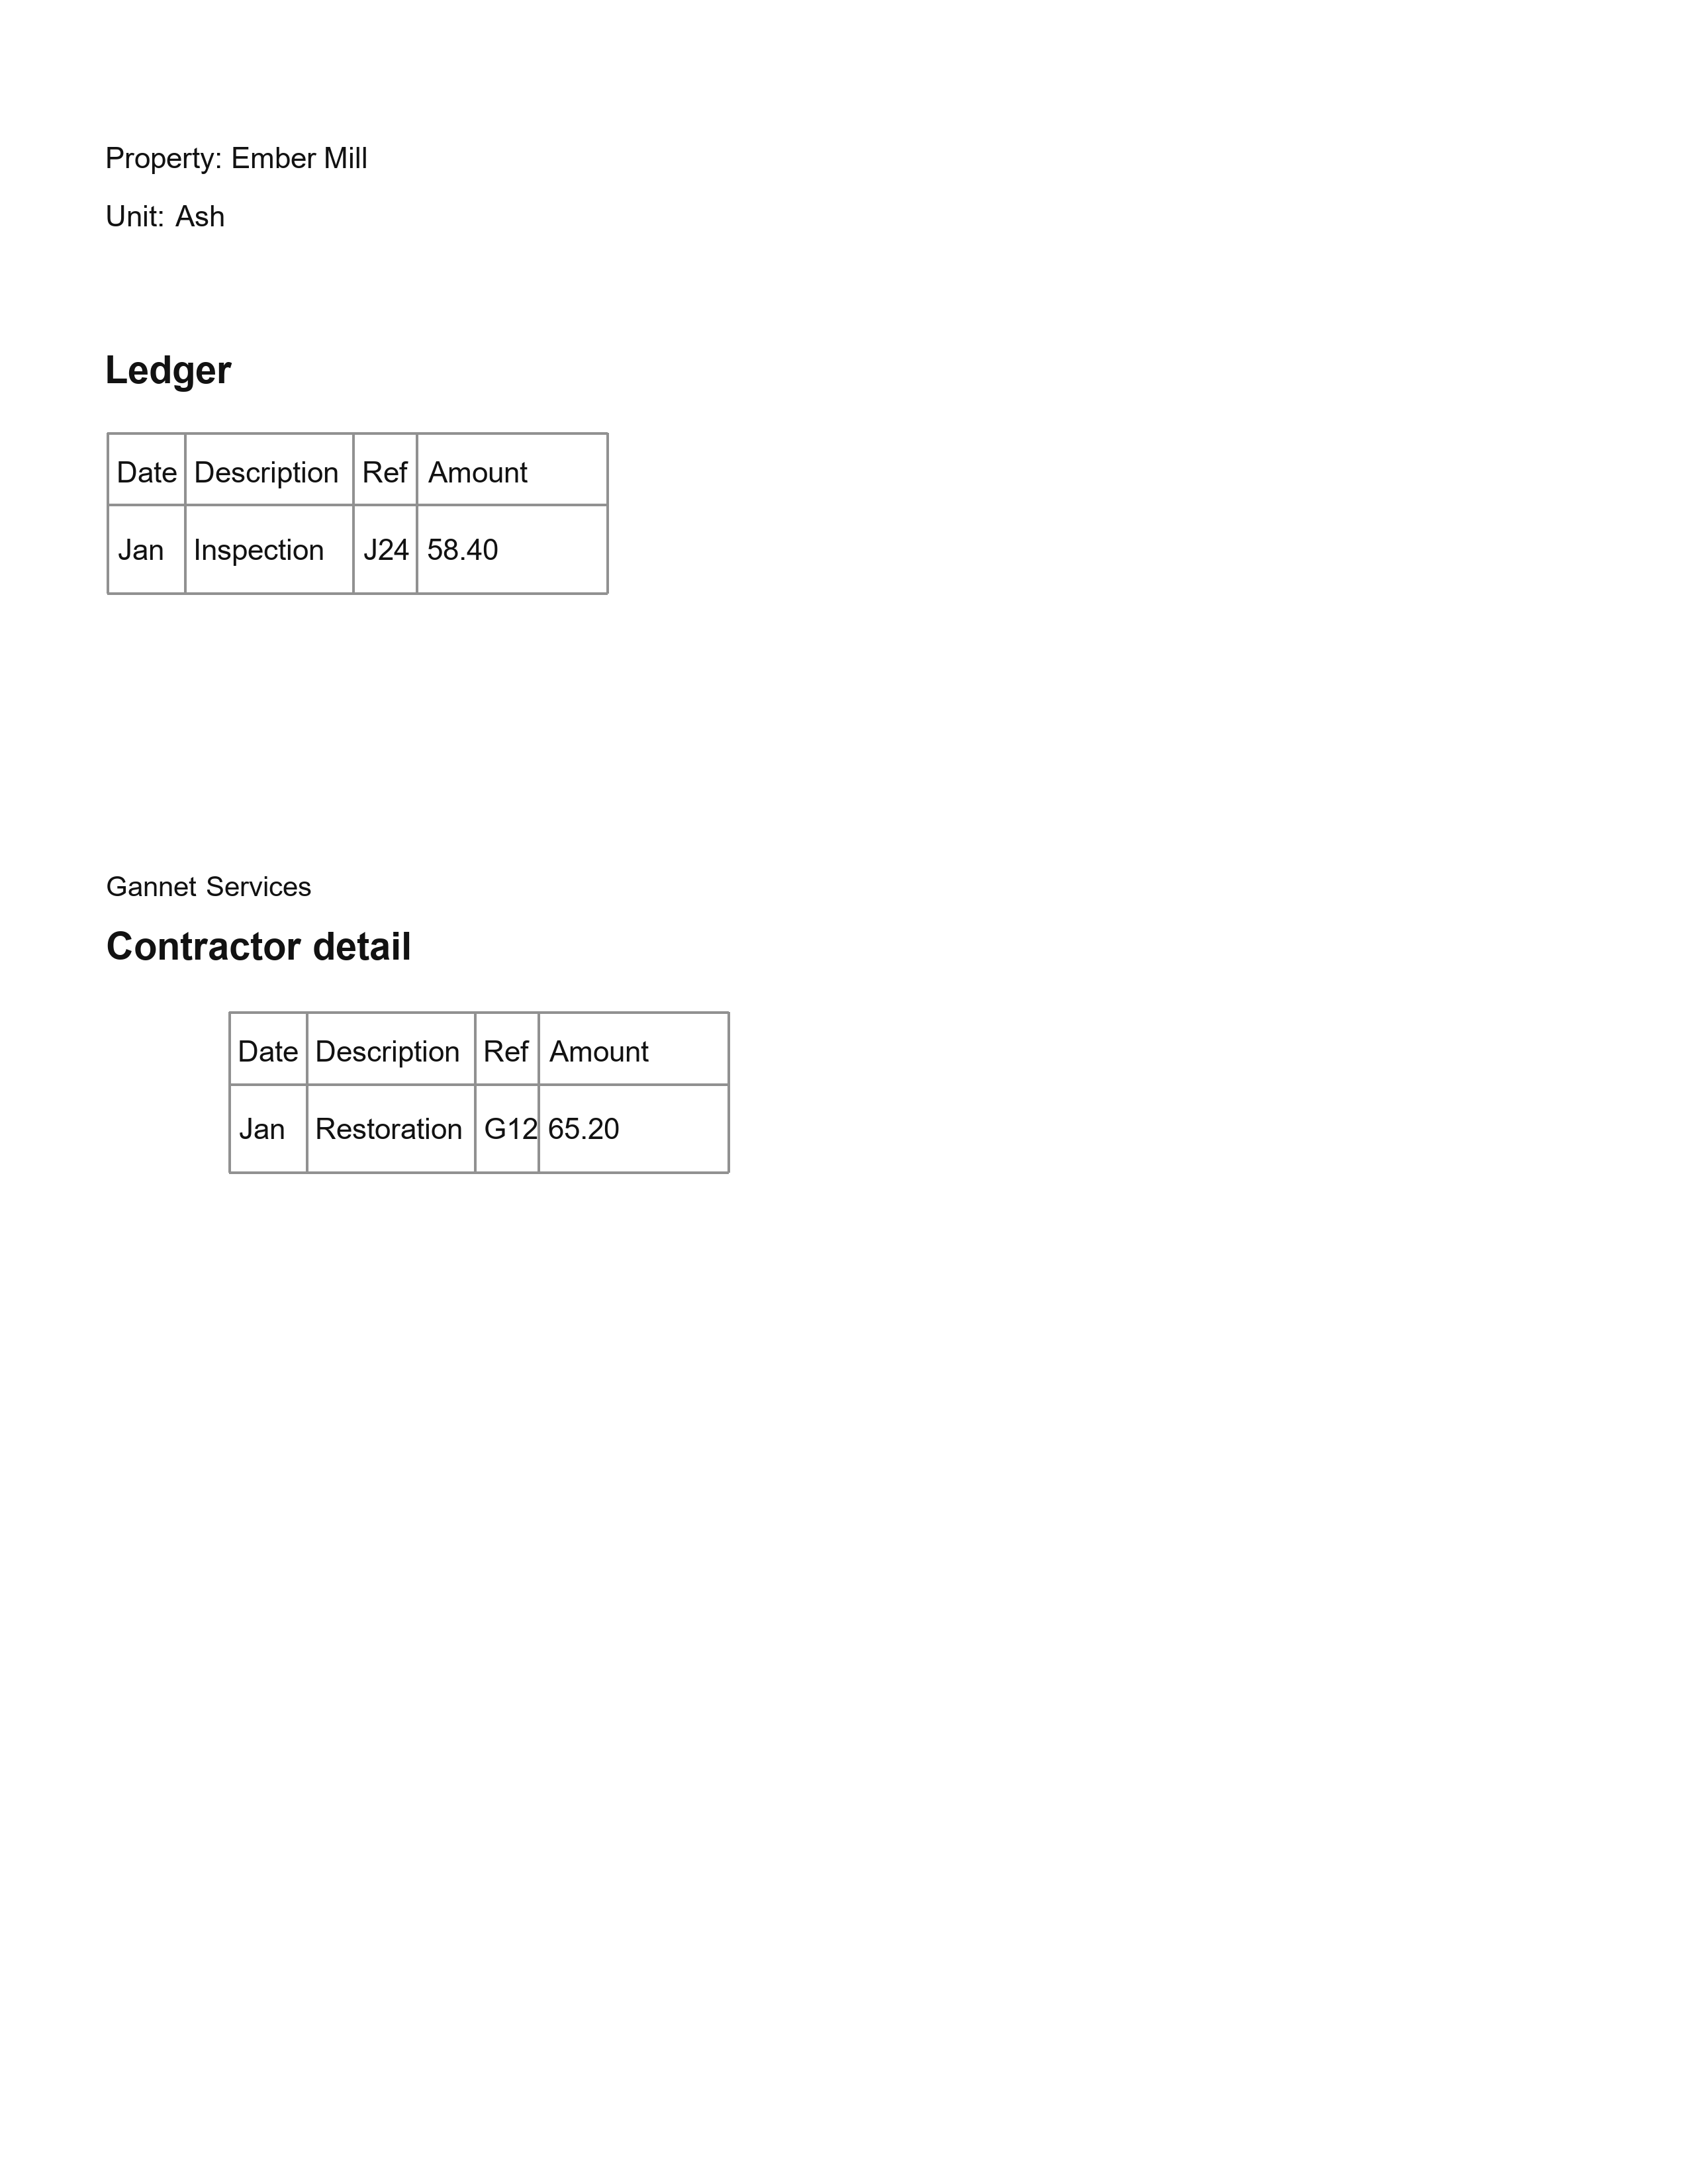 Property: Ember Mill
Unit: Ash
Ledger
Date Description Ref Amount
Jan Inspection J24 58.40
Gannet Services
Contractor detail
Date Description Ref Amount
Jan Restoration G12 65.20